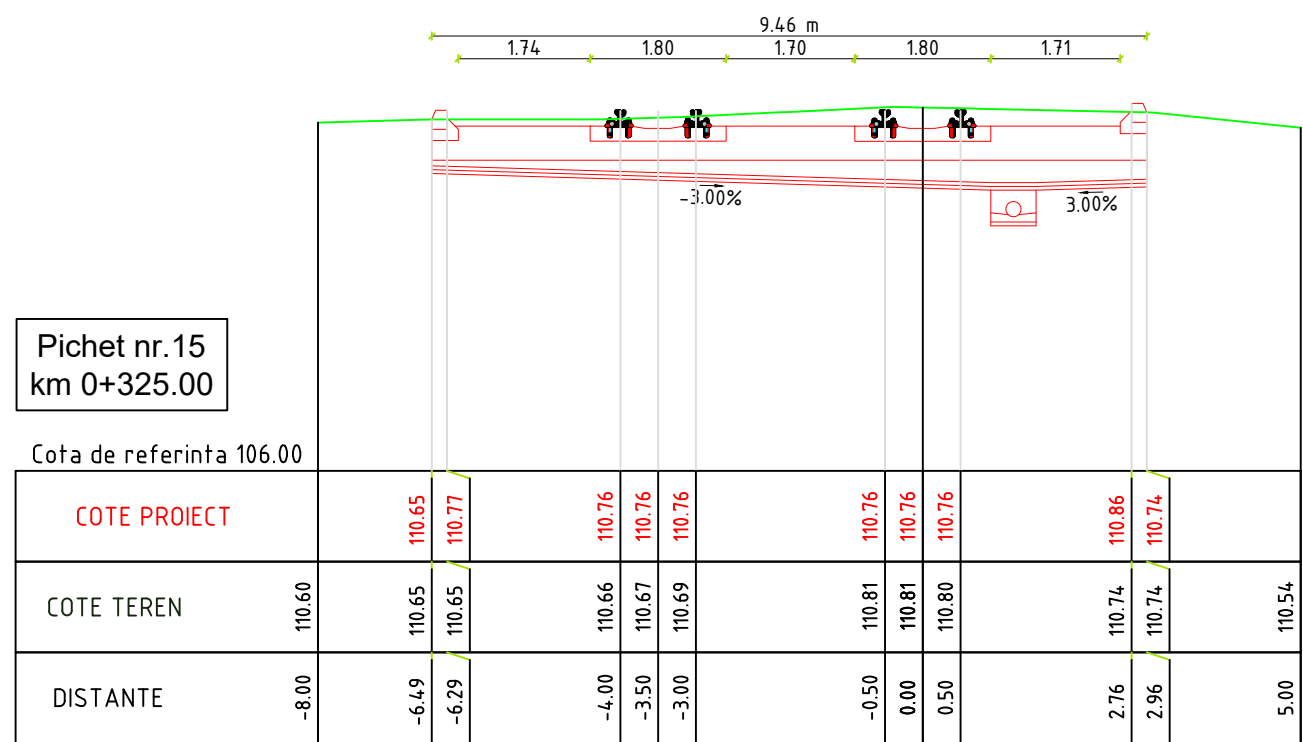 9.46 m
1.74 1.80 1.70 1.80 1.71
-3.00% 3.00%
Pichet nr.15
km 0+325.00
Cota de referinta 106.00
COTE PROIECT 110.65 110.77 110.76 110.76 110.76 110.76 110.76 110.76 110.86 110.74
COTE TEREN 110.60 110.65 110.65 110.66 110.67 110.69 110.81 110.81 110.80 110.74 110.74 110.54
DISTANTE -8.00 -6.49 -6.29 -4.00 -3.50 -3.00 -0.50 0.00 0.50 2.76 2.96 5.00